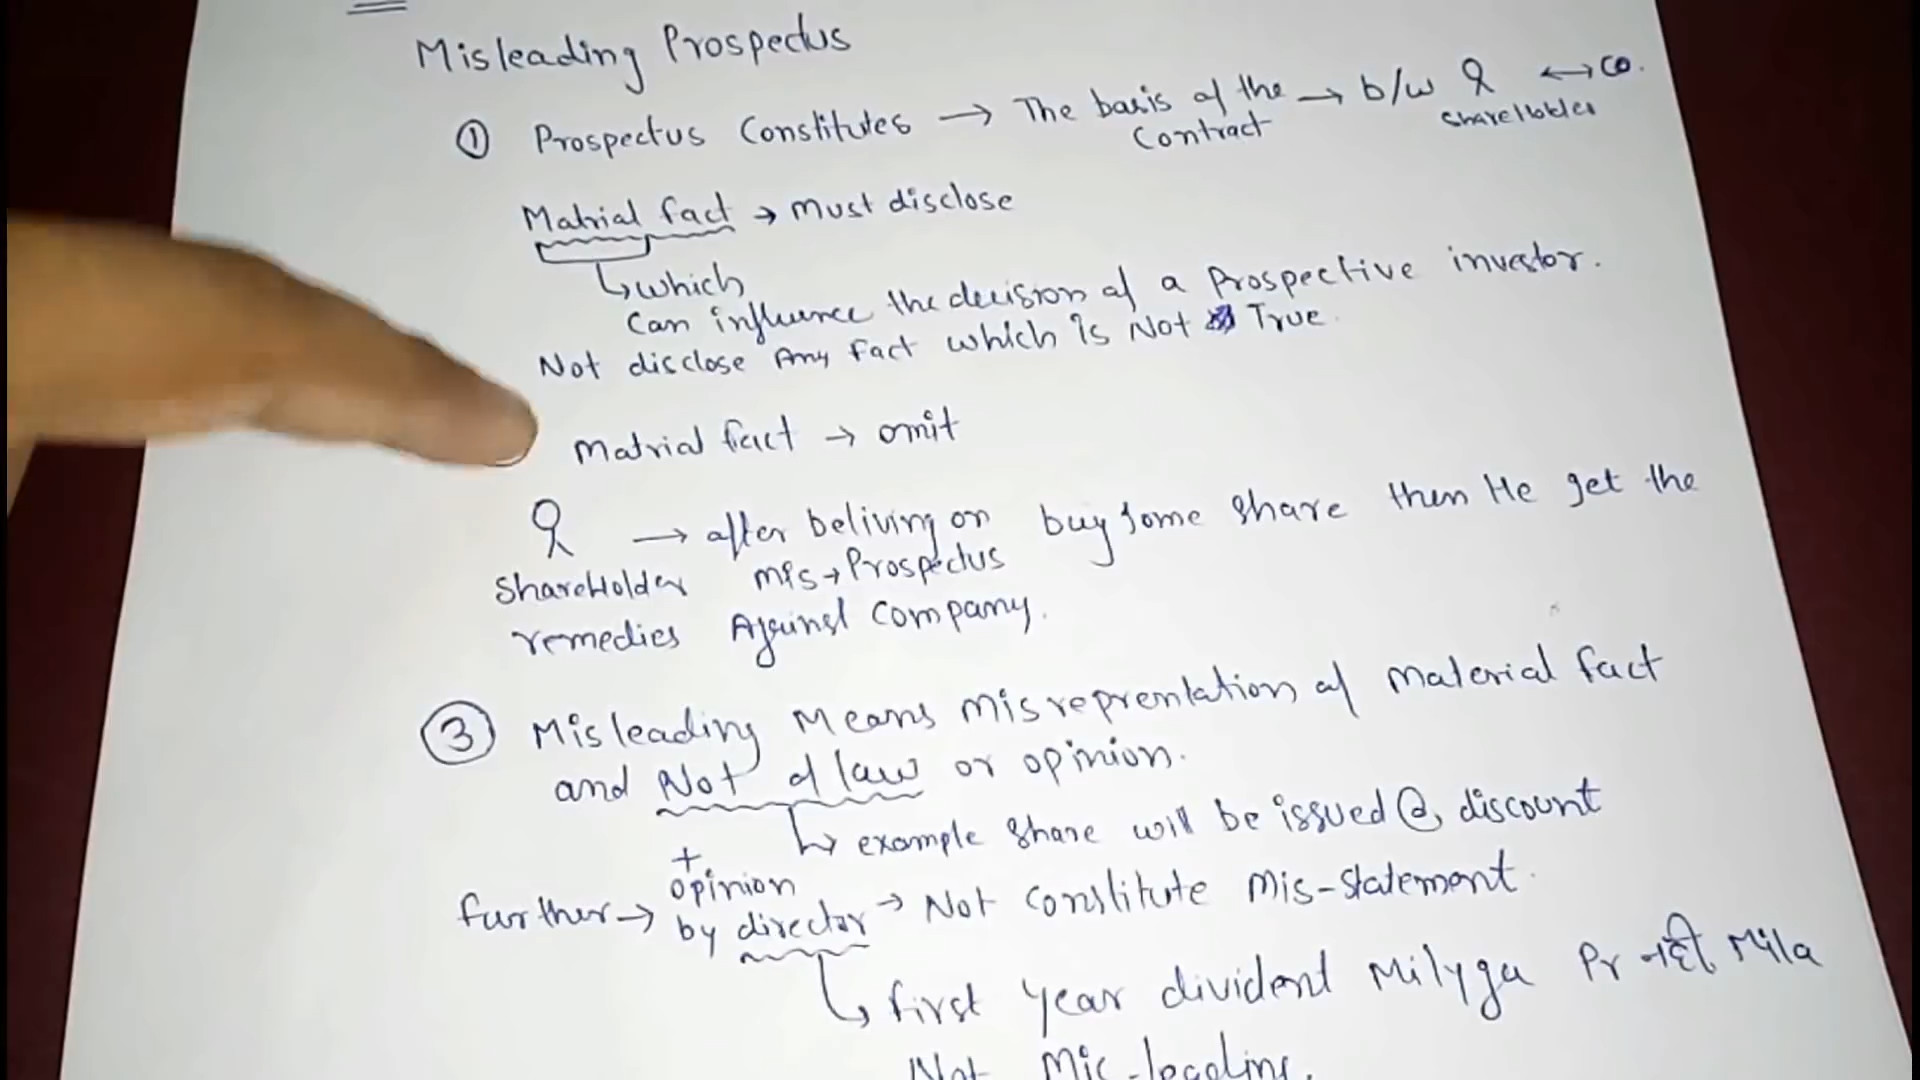 Misleading Prospectus
① Prospectus Constitutes → The basis of the → b/w ↔ Co.
Contract
Shareholder
Matrial fact → Must disclose
↳ which
Can influence the decision of a Prospective investor.
Not disclose Any fact which is Not True.
Matrial fact → omit
→ after beliving on buy some share then He get the
ShareHolder mis → Prospectus
remedies Against Company.
③ Misleading Means Misreprentation of Material fact
and Not of law or opinion.
↳ example Share will be issued @ discount
+
opinion
further → by director → Not Constitute Mis-statement.
↳ first year divident Milyga Pr नही Mila
Not Mis-leading.